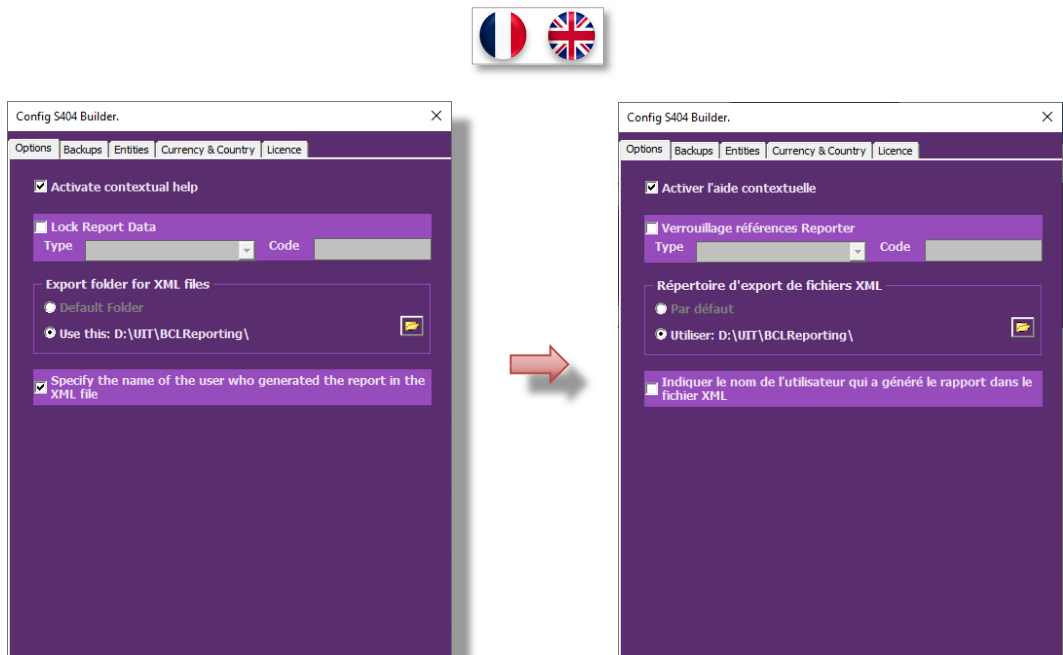 Config S404 Builder.
Options Backups Entities Currency & Country Licence
Activate contextual help
Lock Report Data
Type Code
Export folder for XML files
Default Folder
Use this: D:\UIT\BCLReporting\
Specify the name of the user who generated the report in the
XML file
Config S404 Builder.
Options Backups Entities Currency & Country Licence
Activer l'aide contextuelle
Verrouillage références Reporter
Type Code
Répertoire d'export de fichiers XML
Par défaut
Utiliser: D:\UIT\BCLReporting\
Indiquer le nom de l'utilisateur qui a généré le rapport dans le
fichier XML